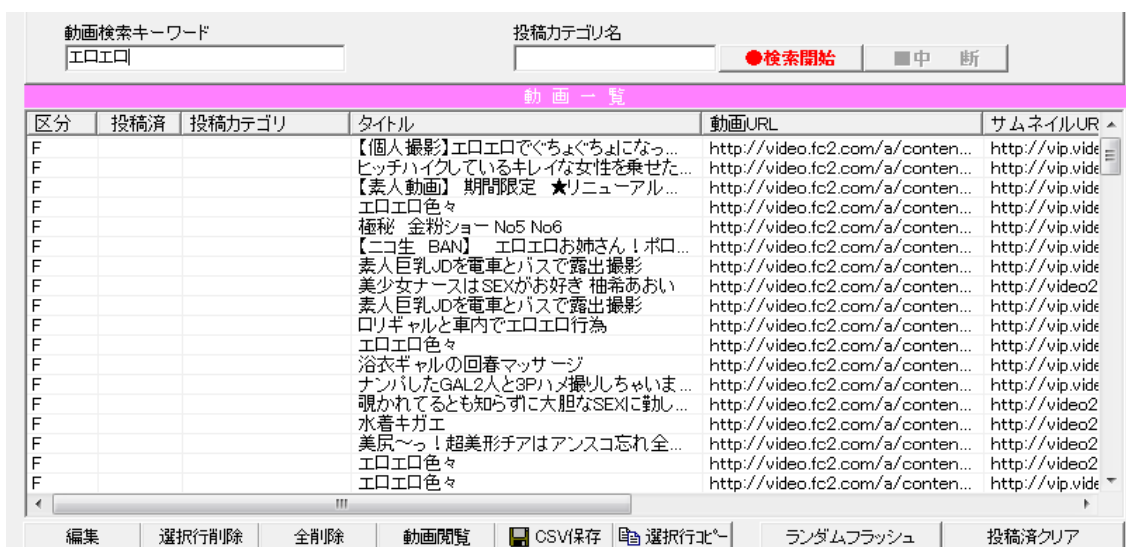 動画検索キーワード 投稿カテゴリ名
エロエロ ●検索開始 ■中 断
動 画 一 覧
区分 投稿済 投稿カテゴリ タイトル 動画URL サムネイルUR
F 【個人撮影】エロエロでぐちょぐちょになっ... http://video.fc2.com/a/conten... http://vip.vide
F ヒッチハイクしているキレイな女性を乗せた... http://video.fc2.com/a/conten... http://vip.vide
F 【素人動画】 期間限定 ★リニューアル... http://video.fc2.com/a/conten... http://vip.vide
F エロエロ色々 http://video.fc2.com/a/conten... http://vip.vide
F 極秘 金粉ショー No5 No6 http://video.fc2.com/a/conten... http://vip.vide
F 【ニコ生 BAN】 エロエロお姉さん！ポロ... http://video.fc2.com/a/conten... http://vip.vide
F 素人巨乳JDを電車とバスで露出撮影 http://video.fc2.com/a/conten... http://vip.vide
F 美少女ナースはSEXがお好き 柚希あおい http://video.fc2.com/a/conten... http://video2
F 素人巨乳JDを電車とバスで露出撮影 http://video.fc2.com/a/conten... http://vip.vide
F ロリギャルと車内でエロエロ行為 http://video.fc2.com/a/conten... http://vip.vide
F エロエロ色々 http://video.fc2.com/a/conten... http://vip.vide
F 浴衣ギャルの回春マッサージ http://video.fc2.com/a/conten... http://vip.vide
F ナンパしたGAL2人と3Pハメ撮りしちゃいま... http://video.fc2.com/a/conten... http://vip.vide
F 覗かれてるとも知らずに大胆なSEXに勤し... http://video.fc2.com/a/conten... http://video2
F 水着キガエ http://video.fc2.com/a/conten... http://video2
F 美尻～っ！超美形チアはアンスコ忘れ全... http://video.fc2.com/a/conten... http://video2
F エロエロ色々 http://video.fc2.com/a/conten... http://video2
F エロエロ色々 http://video.fc2.com/a/conten... http://vip.vide
編集 選択行削除 全削除 動画閲覧 CSV保存 選択行ｺﾋﾟｰ ランダムフラッシュ 投稿済クリア